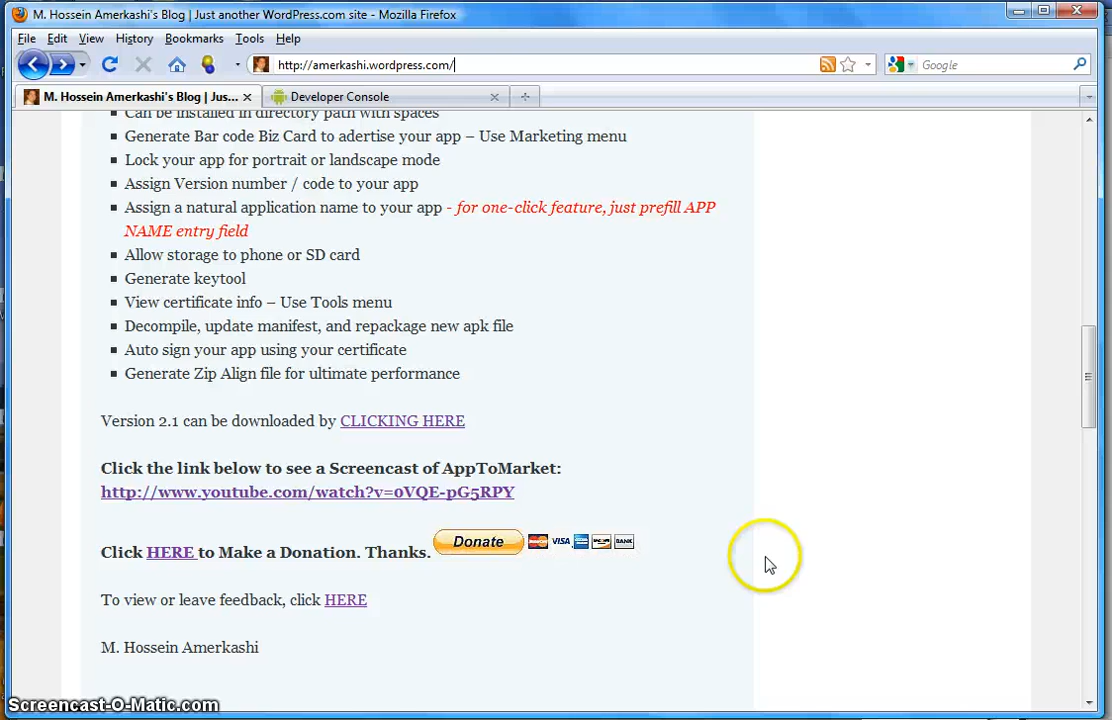 M. Hossein Amerkashi's Blog | Just another WordPress.com site - Mozilla Firefox
File Edit View History Bookmarks Tools Help
http://amerkashi.wordpress.com/ Google
M. Hossein Amerkashi's Blog | Jus... Developer Console
Can be installed in directory path with spaces
Generate Bar code Biz Card to adertise your app – Use Marketing menu
Lock your app for portrait or landscape mode
Assign Version number / code to your app
Assign a natural application name to your app - for one-click feature, just prefill APP
NAME entry field
Allow storage to phone or SD card
Generate keytool
View certificate info – Use Tools menu
Decompile, update manifest, and repackage new apk file
Auto sign your app using your certificate
Generate Zip Align file for ultimate performance
Version 2.1 can be downloaded by CLICKING HERE
Click the link below to see a Screencast of AppToMarket:
http://www.youtube.com/watch?v=0VQE-pG5RPY
Click HERE to Make a Donation. Thanks. Donate VISA BANK
To view or leave feedback, click HERE
M. Hossein Amerkashi
Screencast-O-Matic.com